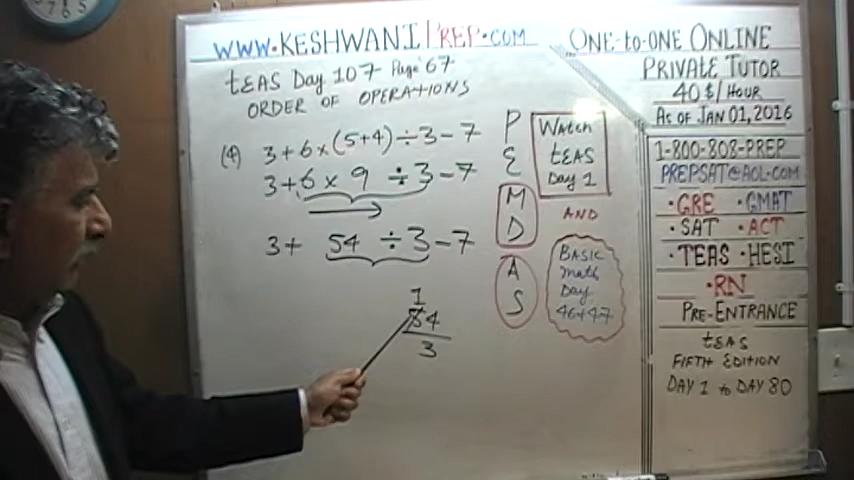 WWW.KESHWANIPREP.COM
TEAS Day 107 Page 67
ORDER OF OPERATIONS
(4) 3+6×(5+4)÷3-7
3+6×9÷3-7
3+ 54 ÷3-7
1
54
3
P
E
M
D
A
S
WATCH
TEAS
Day 1
AND
BASIC
Math
Day
46+47
ONE-to-ONE ONLINE
PRIVATE TUTOR
40$/HOUR
AS OF JAN 01,2016
1-800-808-PREP
PREPSAT@AOL.COM
·GRE ·GMAT
·SAT ·ACT
·TEAS ·HESI
·RN
PRE-ENTRANCE
TEAS
FIFTH EDITION
DAY 1 to DAY 80